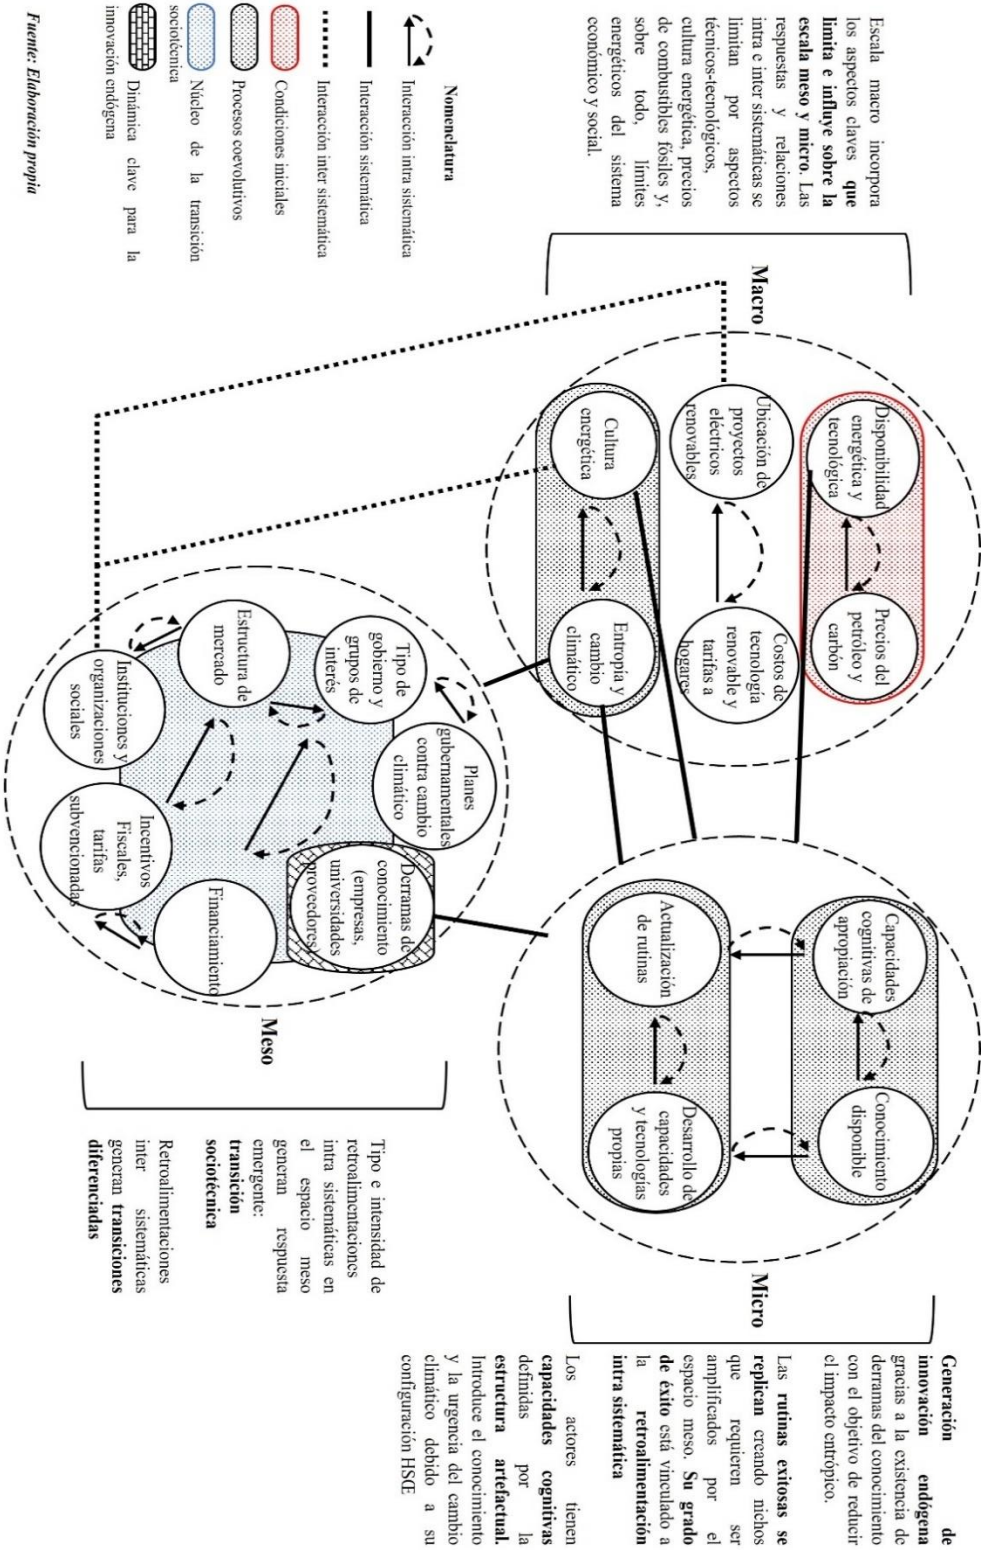 Escala macro incorpora
los aspectos claves que
limita e influye sobre la
escala meso y micro. Las
respuestas y relaciones
intra e inter sistemáticas se
limitan por aspectos
técnicos-tecnológicos,
cultura energética, precios
de combustibles fósiles y,
sobre todo, límites
energéticos del sistema
económico y social.
Macro
Disponibilidad
energética y
tecnológica
Precios del
petróleo y
carbón
Ubicación de
proyectos
eléctricos
renovables
Costos de
tecnología
renovable y
tarifas a
hogares
Cultura
energética
Entropía y
cambio
climático
Micro
Capacidades
cognitivas de
apropiación
Conocimiento
disponible
Actualización
de rutinas
Desarrollo de
capacidades
y tecnologías
propias
Generación de
innovación endógena
gracias a la existencia de
derramas del conocimiento
con el objetivo de reducir
el impacto entrópico.
Las rutinas exitosas se
replican creando nichos
que requieren ser
amplificados por el
espacio meso. Su grado
de éxito está vinculado a
la retroalimentación
intra sistemática
Los actores tienen
capacidades cognitivas
definidas por la
estructura artefactual.
Introduce el conocimiento
y la urgencia del cambio
climático debido a su
configuración HSŒ
Meso
Planes
gubernamentales
contra cambio
climático
Tipo de
gobierno y
grupos de
interés
Derramas de
conocimiento
(empresas,
universidades
proveedores)
Estructura de
mercado
Financiamiento
Instituciones y
organizaciones
sociales
Incentivos
Fiscales,
tarifas
subvencionadas
Tipo e intensidad de
retroalimentaciones
intra sistemáticas en
el espacio meso
generan respuesta
emergente:
transición
sociotécnica
Retroalimentaciones
inter sistemáticas
generan transiciones
diferenciadas
Nomenclatura
Interacción intra sistemática
Interacción sistemática
Interacción inter sistemática
Condiciones iniciales
Procesos coevolutivos
Núcleo de la transición
sociotécnica
Dinámica clave para la
innovación endógena
Fuente: Elaboración propia